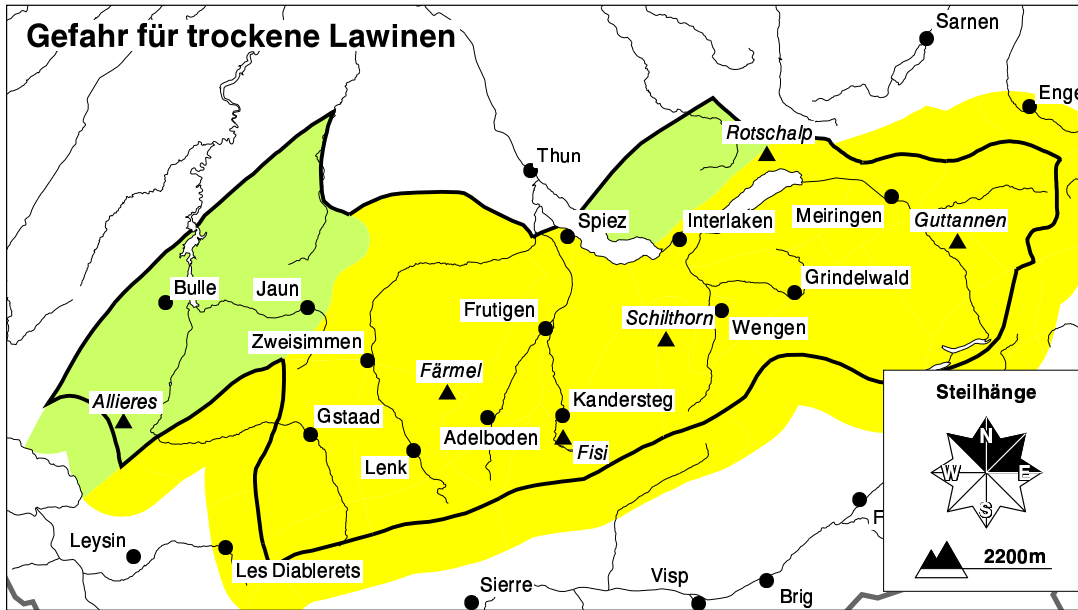 Gefahr für trockene Lawinen
Sarnen
Enge
Rotschalp
Thun
Spiez
Interlaken
Meiringen
Guttannen
Bulle
Jaun
Grindelwald
Frutigen
Schilthorn
Wengen
Zweisimmen
Färmel
Allieres
Kandersteg
Gstaad
Adelboden
Fisi
Lenk
Steilhänge
N
W
E
S
Leysin
Les Diablerets
F
2200m
Sierre
Visp
Brig